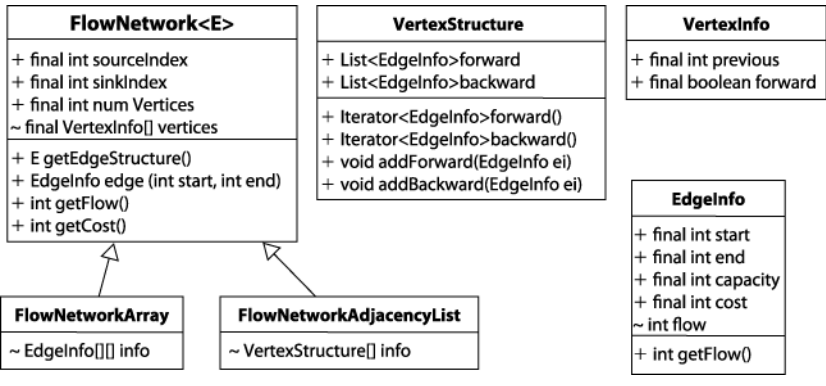 FlowNetwork<E>
+ final int sourceIndex
+ final int sinkIndex
+ final int num Vertices
~ final VertexInfo[] vertices
+ E getEdgeStructure()
+ EdgeInfo edge (int start, int end)
+ int getFlow()
+ int getCost()
VertexStructure
+ List<EdgeInfo>forward
+ List<EdgeInfo>backward
+ Iterator<EdgeInfo>forward()
+ Iterator<EdgeInfo>backward()
+ void addForward(EdgeInfo ei)
+ void addBackward(EdgeInfo ei)
VertexInfo
+ final int previous
+ final boolean forward
EdgeInfo
+ final int start
+ final int end
+ final int capacity
+ final int cost
~ int flow
+ int getFlow()
FlowNetworkArray
~ EdgeInfo[][] info
FlowNetworkAdjacencyList
~ VertexStructure[] info